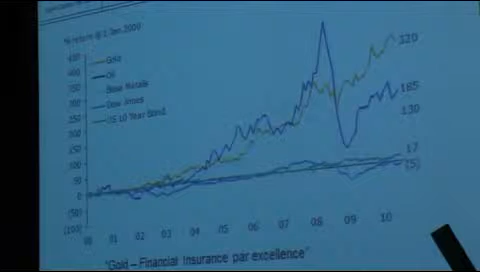 % return @ 1 Jan 2000
Gold
Oil
Base Metals
Dow Jones
US 10 Year Bond
400
350
300
250
200
150
100
50
0
(50)
(100)
320
185
130
17
(5)
00 01 02 03 04 05 06 07 08 09 10
"Gold – Financial Insurance par excellence"